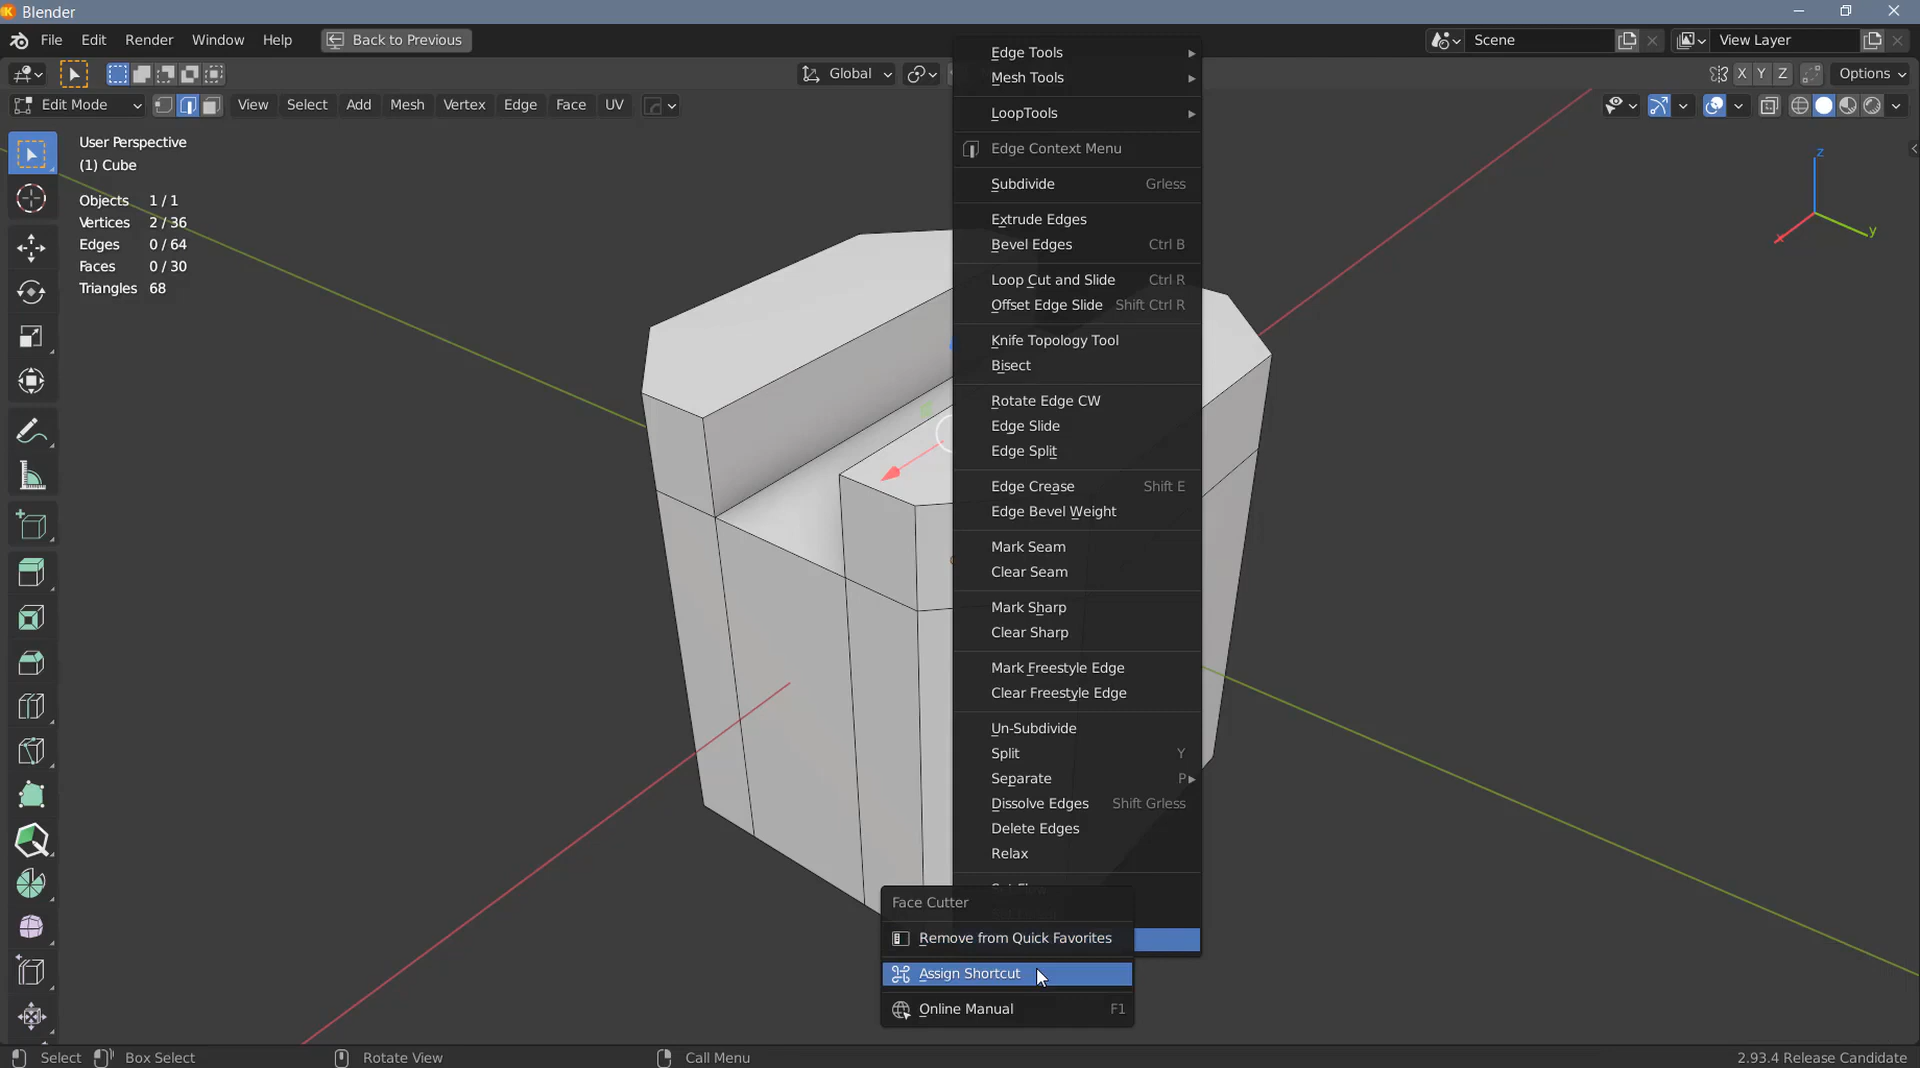 Blender
File Edit Render Window Help Back to Previous
Scene
View Layer
Global
X Y Z Options
Edit Mode
View Select Add Mesh Vertex Edge Face UV
User Perspective
(1) Cube
Objects 1 / 1
Vertices 2 / 36
Edges 0 / 64
Faces 0 / 30
Triangles 68
z
y
x
Edge Tools
Mesh Tools
LoopTools
Edge Context Menu
Subdivide Grless
Extrude Edges
Bevel Edges Ctrl B
Loop Cut and Slide Ctrl R
Offset Edge Slide Shift Ctrl R
Knife Topology Tool
Bisect
Rotate Edge CW
Edge Slide
Edge Split
Edge Crease Shift E
Edge Bevel Weight
Mark Seam
Clear Seam
Mark Sharp
Clear Sharp
Mark Freestyle Edge
Clear Freestyle Edge
Un-Subdivide
Split Y
Separate P
Dissolve Edges Shift Grless
Delete Edges
Relax
Face Cutter
Remove from Quick Favorites
Assign Shortcut
Online Manual F1
Select Box Select Rotate View Call Menu 2.93.4 Release Candidate